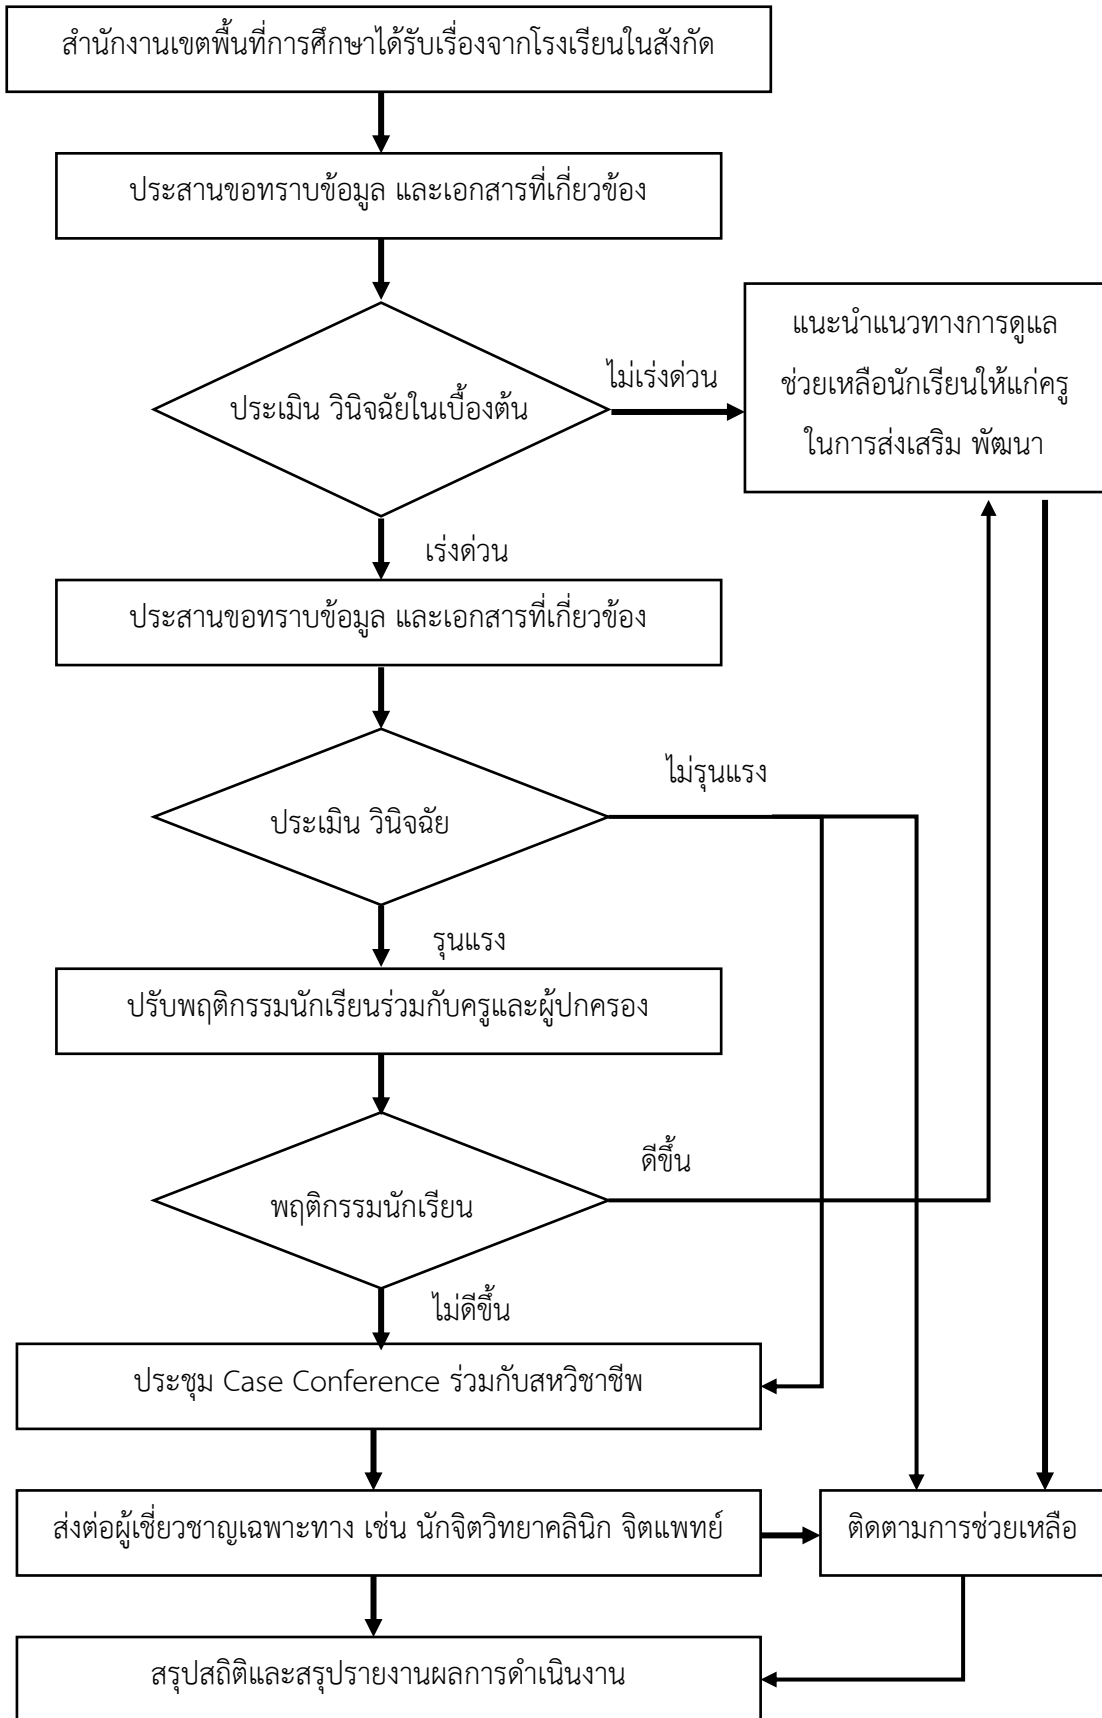 สำนักงานเขตพื้นที่การศึกษาได้รับเรื่องจากโรงเรียนในสังกัด
ประสานขอทราบข้อมูล และเอกสารที่เกี่ยวข้อง
ประเมิน วินิจฉัยในเบื้องต้น
ไม่เร่งด่วน
แนะนำแนวทางการดูแล
ช่วยเหลือนักเรียนให้แก่ครู
ในการส่งเสริม พัฒนา
เร่งด่วน
ประสานขอทราบข้อมูล และเอกสารที่เกี่ยวข้อง
ประเมิน วินิจฉัย
ไม่รุนแรง
รุนแรง
ปรับพฤติกรรมนักเรียนร่วมกับครูและผู้ปกครอง
พฤติกรรมนักเรียน
ดีขึ้น
ไม่ดีขึ้น
ประชุม Case Conference ร่วมกับสหวิชาชีพ
ส่งต่อผู้เชี่ยวชาญเฉพาะทาง เช่น นักจิตวิทยาคลินิก จิตแพทย์
ติดตามการช่วยเหลือ
สรุปสถิติและสรุปรายงานผลการดำเนินงาน